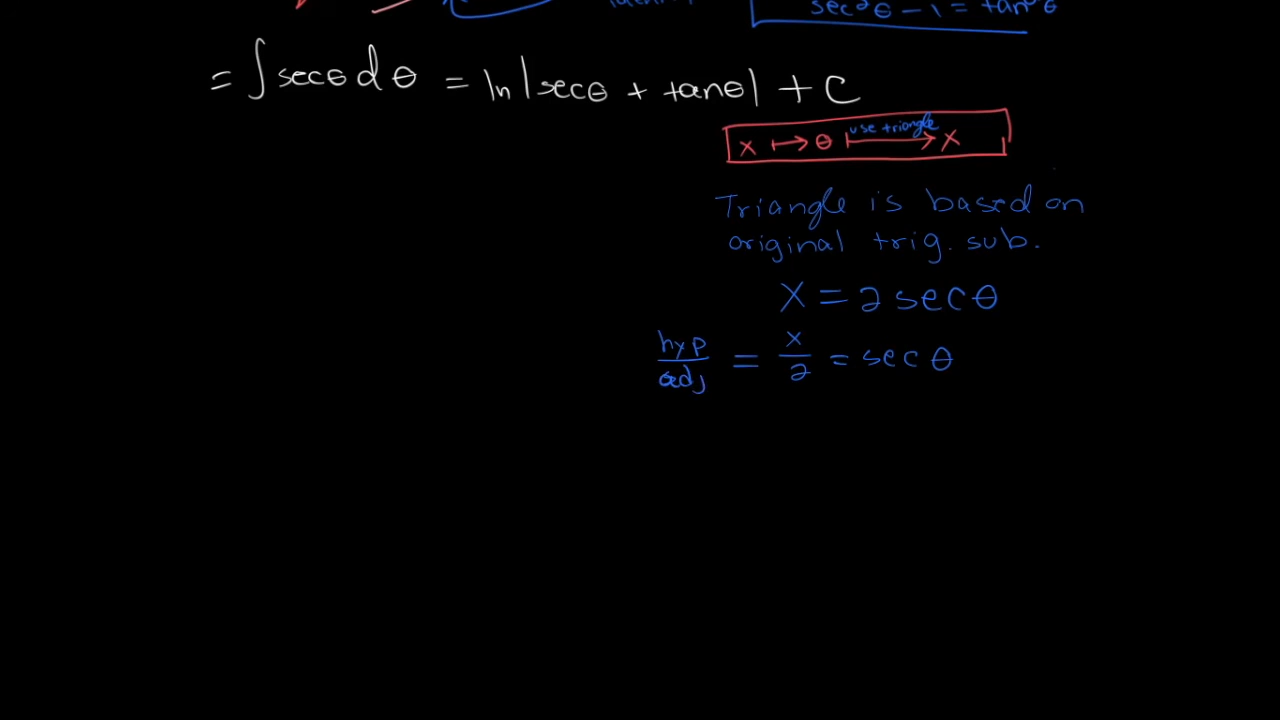 sec²θ - 1 = tan²θ
= ∫ secθ dθ = ln|secθ + tanθ| + C
use triangle
x ↦ θ ↦ x
Triangle is based on
original trig. sub.
x = 2 secθ
hyp/adj = x/2 = secθ